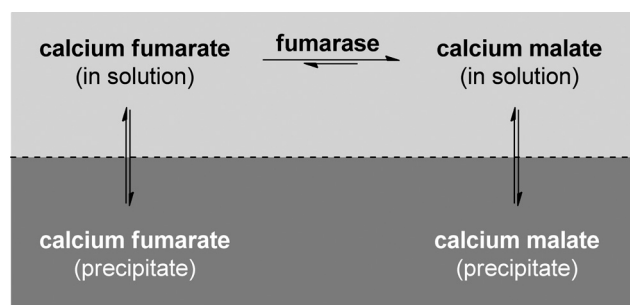 calcium fumarate
(in solution)
fumarase
calcium malate
(in solution)
calcium fumarate
(precipitate)
calcium malate
(precipitate)